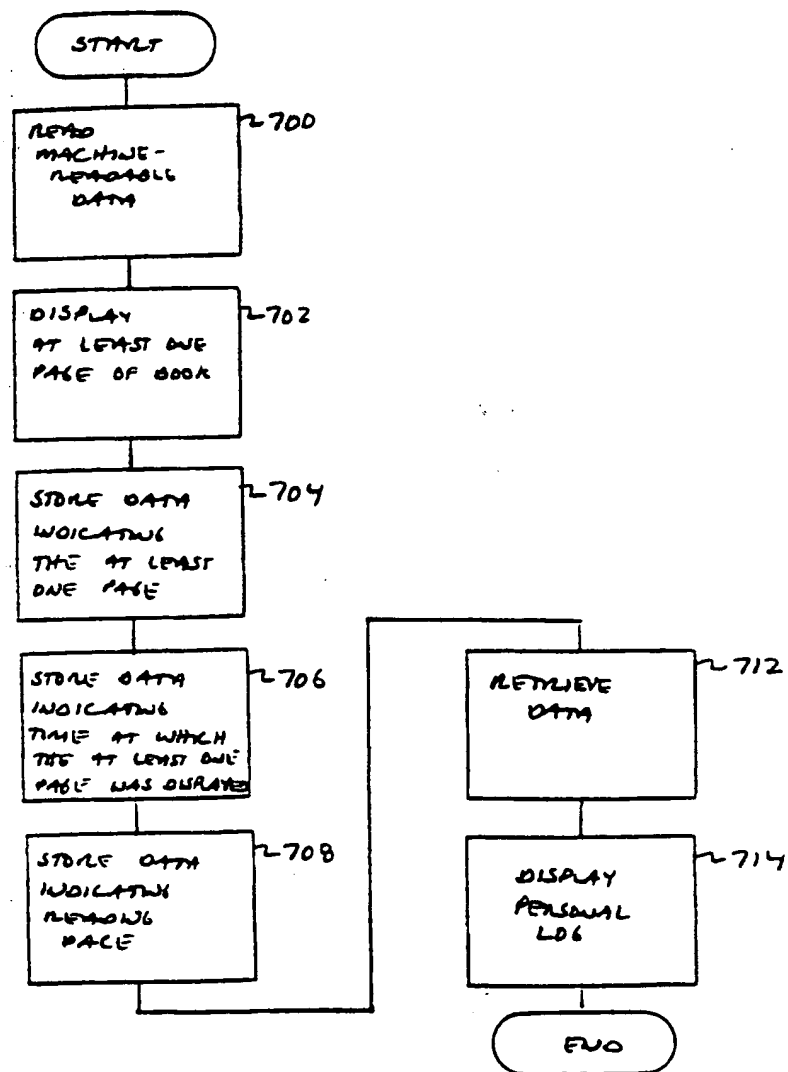 START
700
READ
MACHINE-
READABLE
DATA
702
DISPLAY
AT LEAST ONE
PAGE OF BOOK
704
STORE DATA
INDICATING
THE AT LEAST
ONE PAGE
706
STORE DATA
INDICATING
TIME AT WHICH
THE AT LEAST ONE
PAGE WAS DISPLAYED
708
STORE DATA
INDICATING
READING
PACE
712
RETRIEVE
DATA
714
DISPLAY
PERSONAL
LOG
END